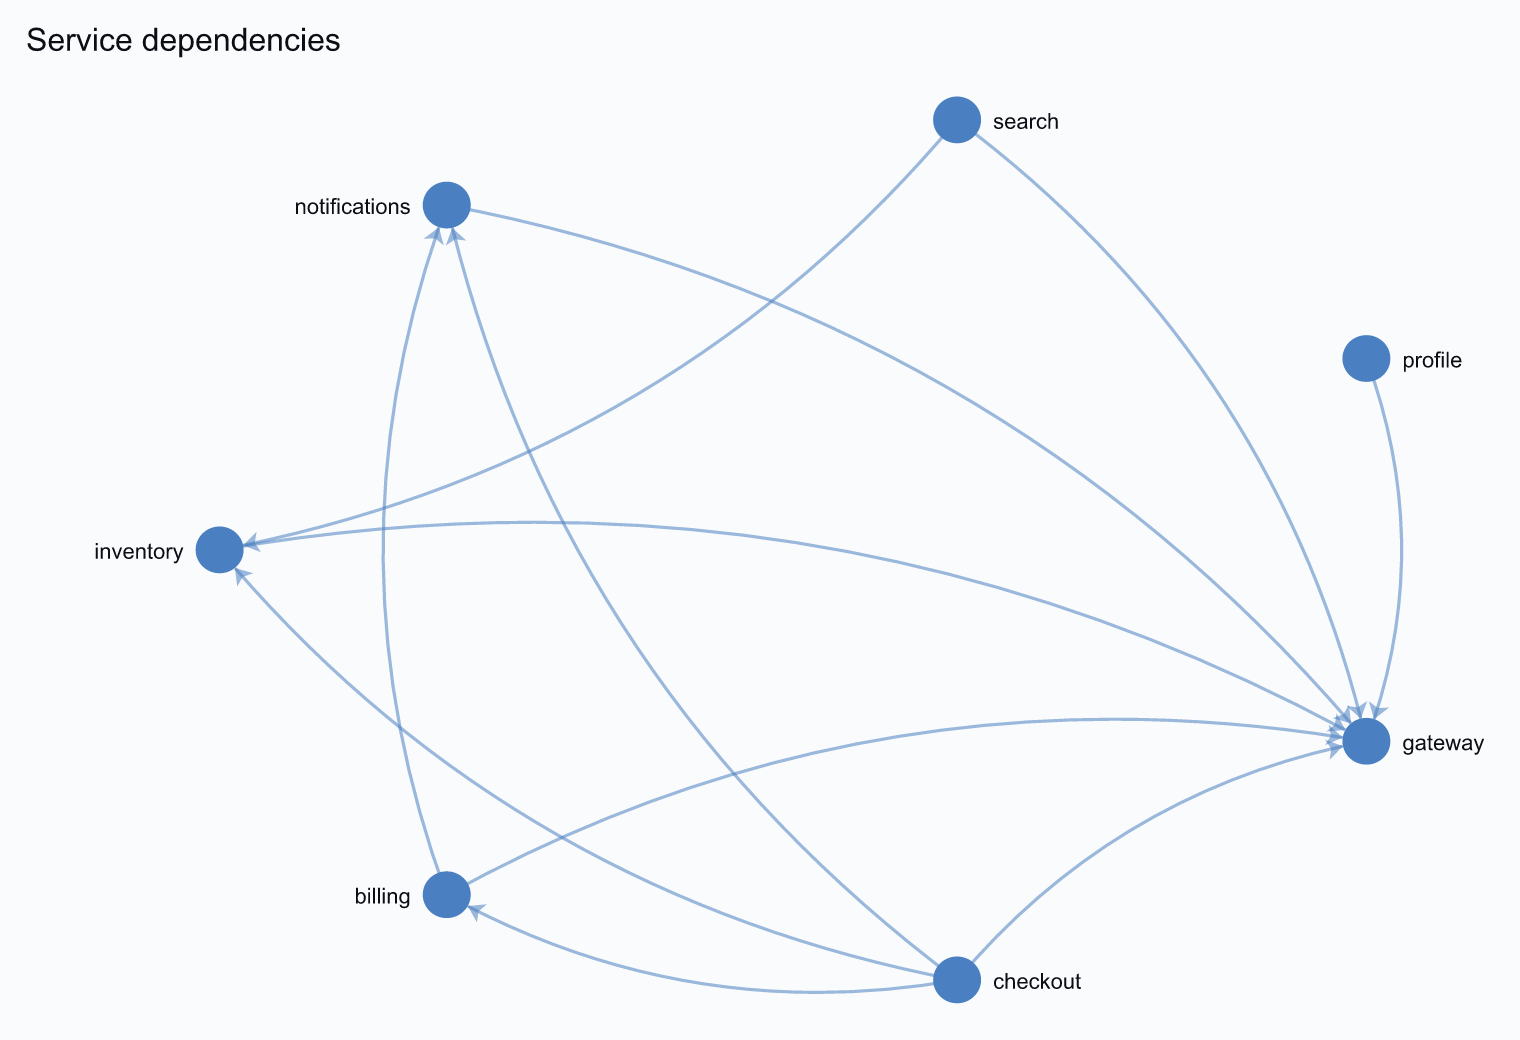 Service dependencies
search
notifications
profile
inventory
gateway
billing
checkout